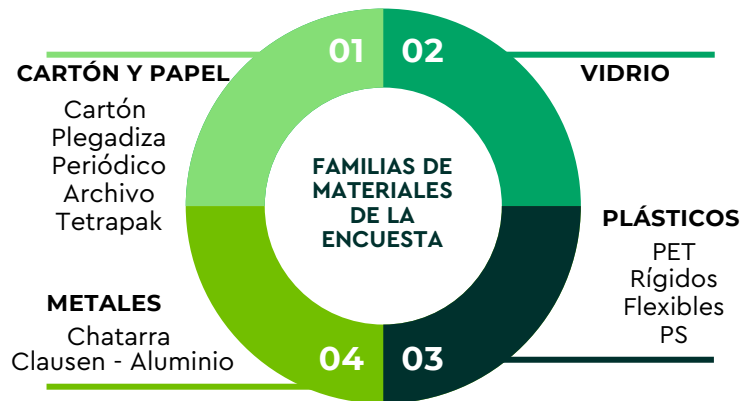 01
CARTÓN Y PAPEL
Cartón
Plegadiza
Periódico
Archivo
Tetrapak
02
VIDRIO
FAMILIAS DE
MATERIALES
DE LA
ENCUESTA
PLÁSTICOS
PET
Rígidos
Flexibles
PS
03
METALES
Chatarra
Clausen - Aluminio
04